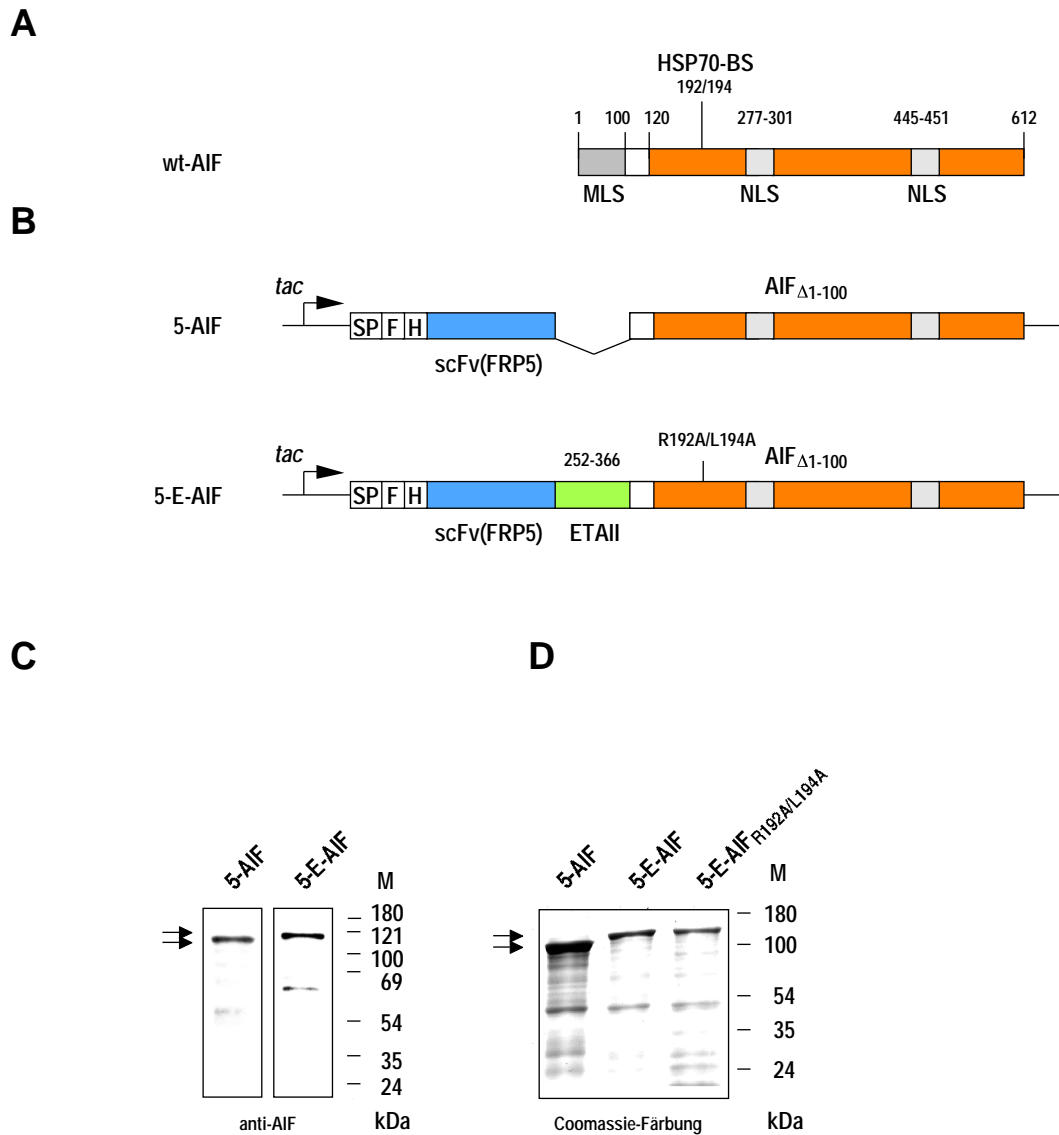 A
HSP70-BS
192/194
1 100 120 277-301 445-451 612
wt-AIF
MLS NLS NLS
B
tac AIFΔ1-100
5-AIF SP F H
scFv(FRP5)
R192A/L194A
tac 252-366 AIFΔ1-100
5-E-AIF SP F H
scFv(FRP5) ETAII
C
D
5-AIF 5-E-AIF M
180
121
100
69
54
35
24
anti-AIF kDa
5-AIF 5-E-AIF 5-E-AIFR192A/L194A M
180
100
54
35
24
Coomassie-Färbung kDa